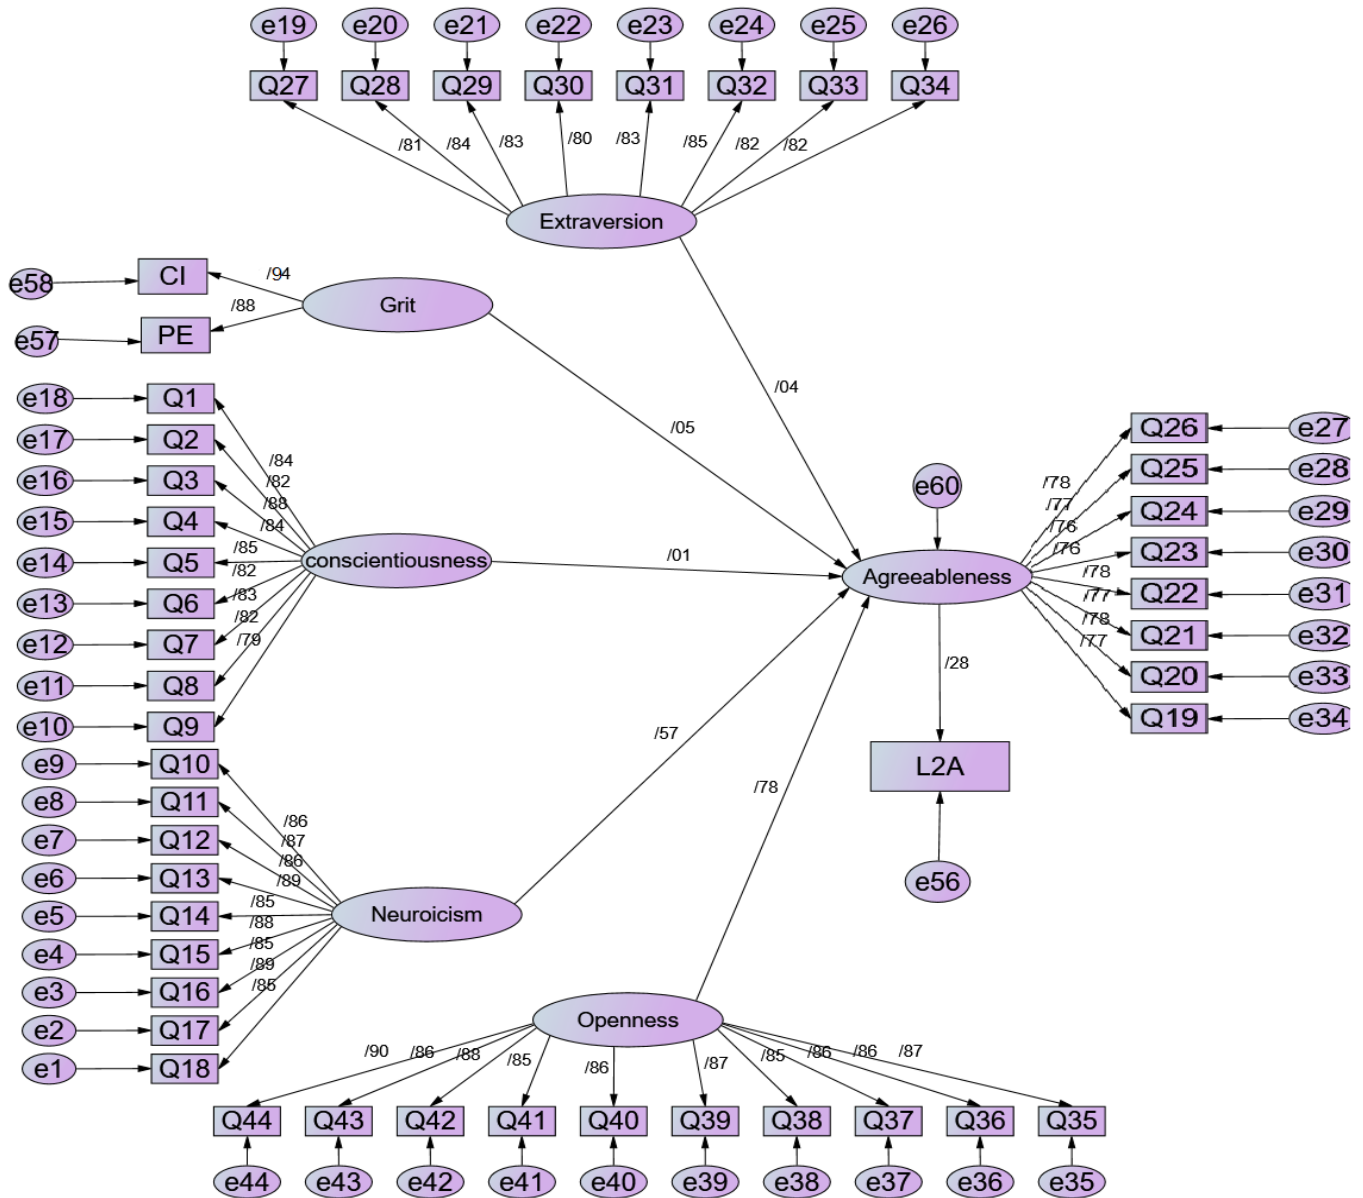 e19 e20 e21 e22 e23 e24 e25 e26
Q27 Q28 Q29 Q30 Q31 Q32 Q33 Q34
/81 /84 /83 /80 /83 /85 /82 /82
Extraversion
e58 CI /94
Grit
e57 PE /88
/04
/05
e18 Q1
e17 Q2
e16 Q3
e15 Q4
e14 Q5
e13 Q6
e12 Q7
e11 Q8
e10 Q9
/84
/82
/88
/84
/85
/82
/83
/82
/79
conscientiousness
/01
e60
Agreeableness
/78
/77
/76
/76
/78
/77
/78
/77
Q26 e27
Q25 e28
Q24 e29
Q23 e30
Q22 e31
Q21 e32
Q20 e33
Q19 e34
/28
L2A
e56
/57
/78
e9 Q10
e8 Q11
e7 Q12
e6 Q13
e5 Q14
e4 Q15
e3 Q16
e2 Q17
e1 Q18
/86
/87
/86
/89
/85
/88
/85
/89
/85
Neuroicism
Openness
/90 /86 /88 /85 /86 /87 /85 /86 /86 /87
Q44 Q43 Q42 Q41 Q40 Q39 Q38 Q37 Q36 Q35
e44 e43 e42 e41 e40 e39 e38 e37 e36 e35